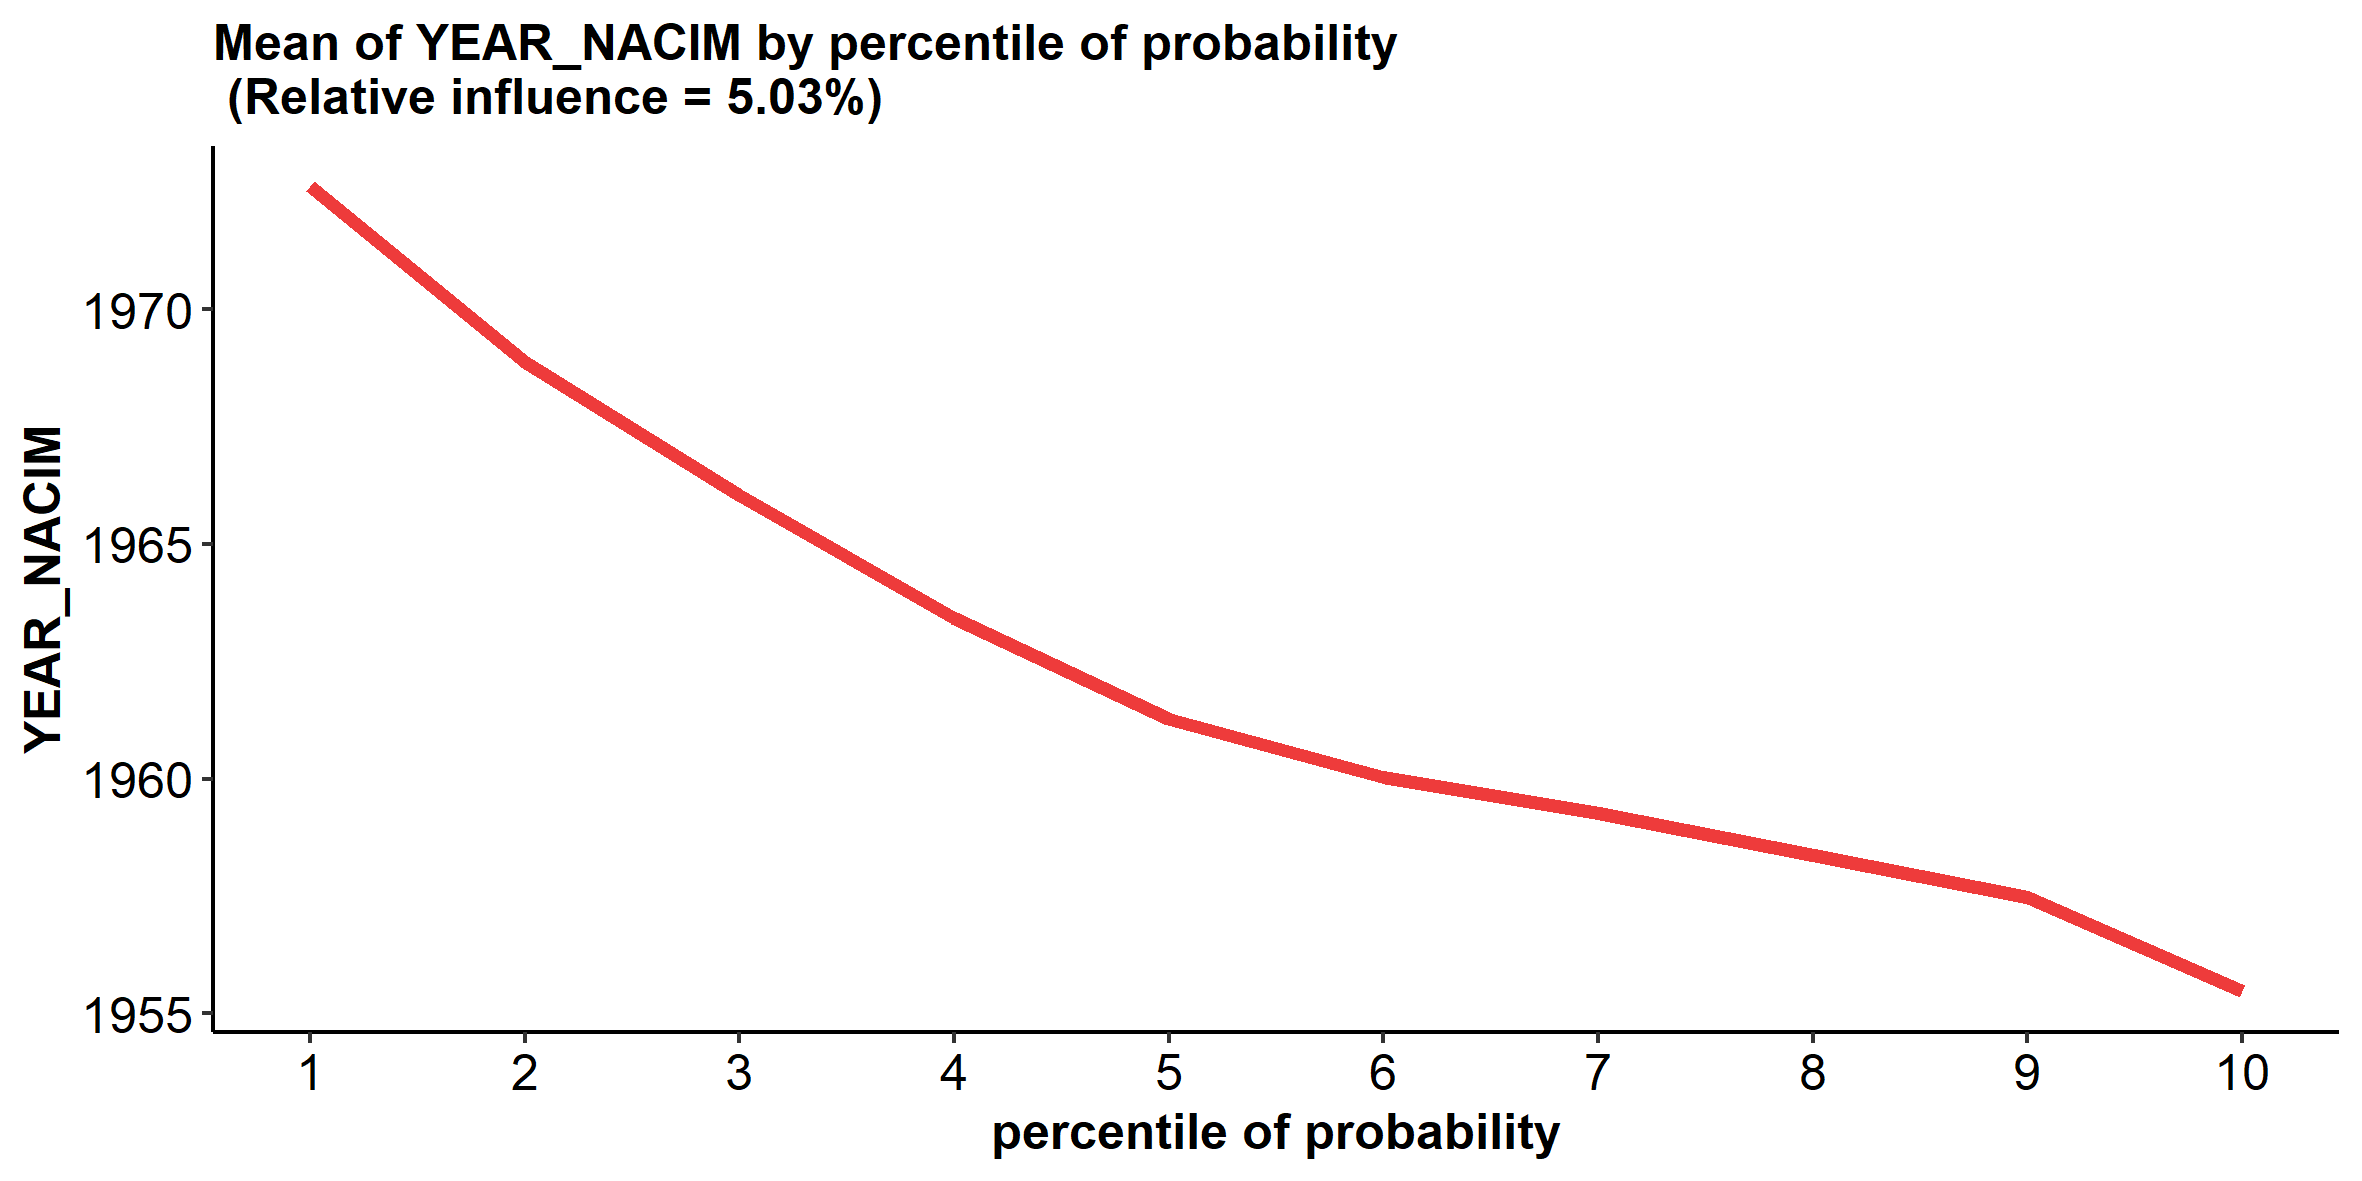 Mean of YEAR_NACIM by percentile of probability
(Relative influence = 5.03%)
YEAR_NACIM
1970
1965
1960
1955
1 2 3 4 5 6 7 8 9 10
percentile of probability